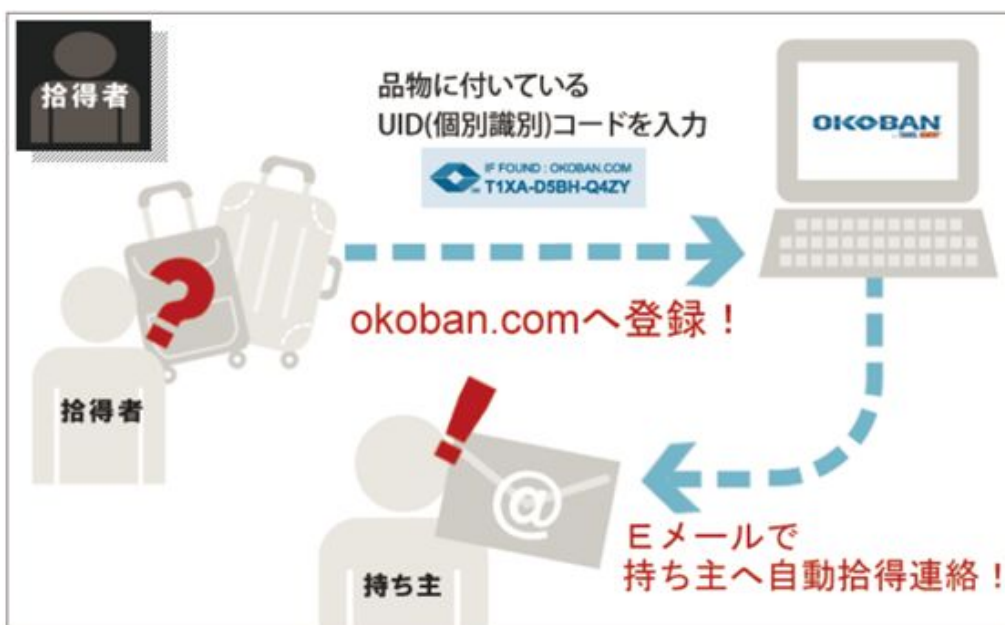 拾得者
品物に付いている
UID(個別識別)コードを入力
IF FOUND : OKOBAN.COM
T1XA-D5BH-Q4ZY
OKOBAN
okoban.comへ登録！
拾得者
@
持ち主
Eメールで
持ち主へ自動拾得連絡！